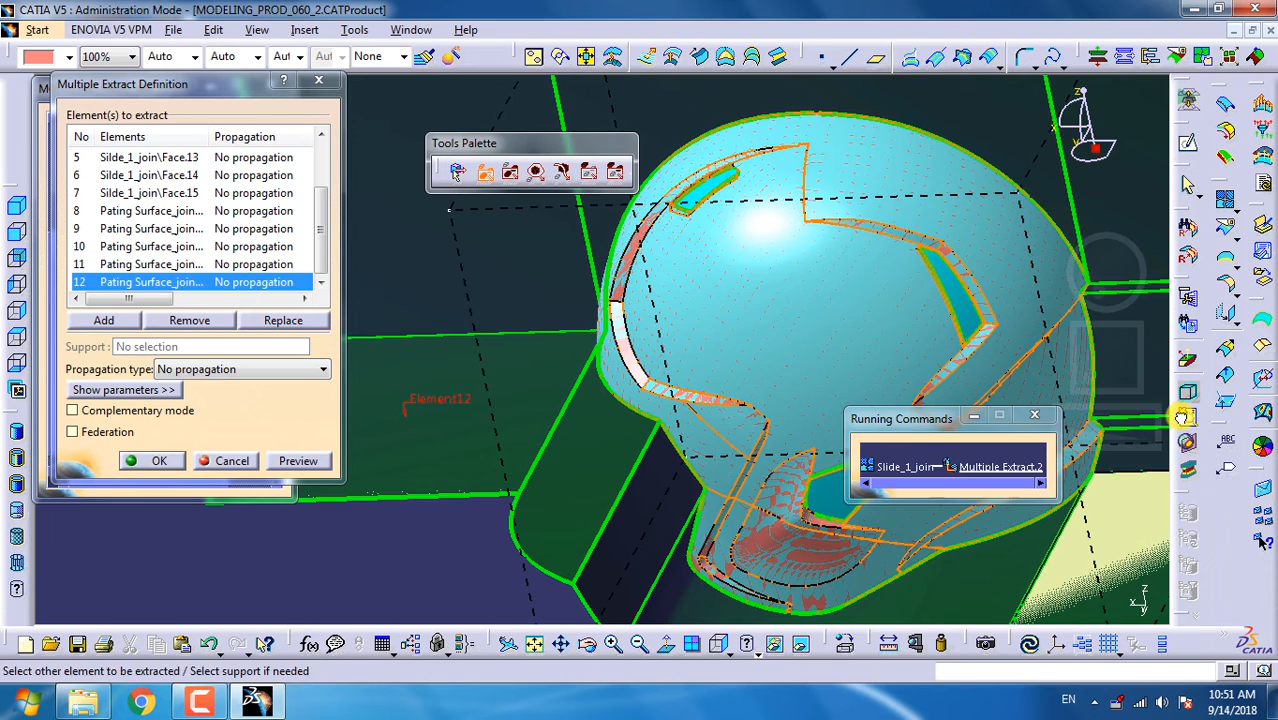 CATIA V5 : Administration Mode - [MODELING_PROD_060_2.CATProduct]
Start ENOVIA V5 VPM File Edit View Insert Tools Window Help
100% Auto Auto Aut Aut None
Multiple Extract Definition
Element(s) to extract
No Elements Propagation
5 Silde_1_join\Face.13 No propagation
6 Silde_1_join\Face.14 No propagation
7 Silde_1_join\Face.15 No propagation
8 Pating Surface_join... No propagation
9 Pating Surface_join... No propagation
10 Pating Surface_join... No propagation
11 Pating Surface_join... No propagation
12 Pating Surface_join... No propagation
Add Remove Replace
Support : No selection
Propagation type: No propagation
Show parameters >>
Complementary mode
Federation
OK Cancel Preview
Tools Palette
z
Element12
Running Commands
Slide_1_join Multiple Extract.2
z
x
ABC
f(x)
CATIA
Select other element to be extracted / Select support if needed
EN
10:51 AM
9/14/2018